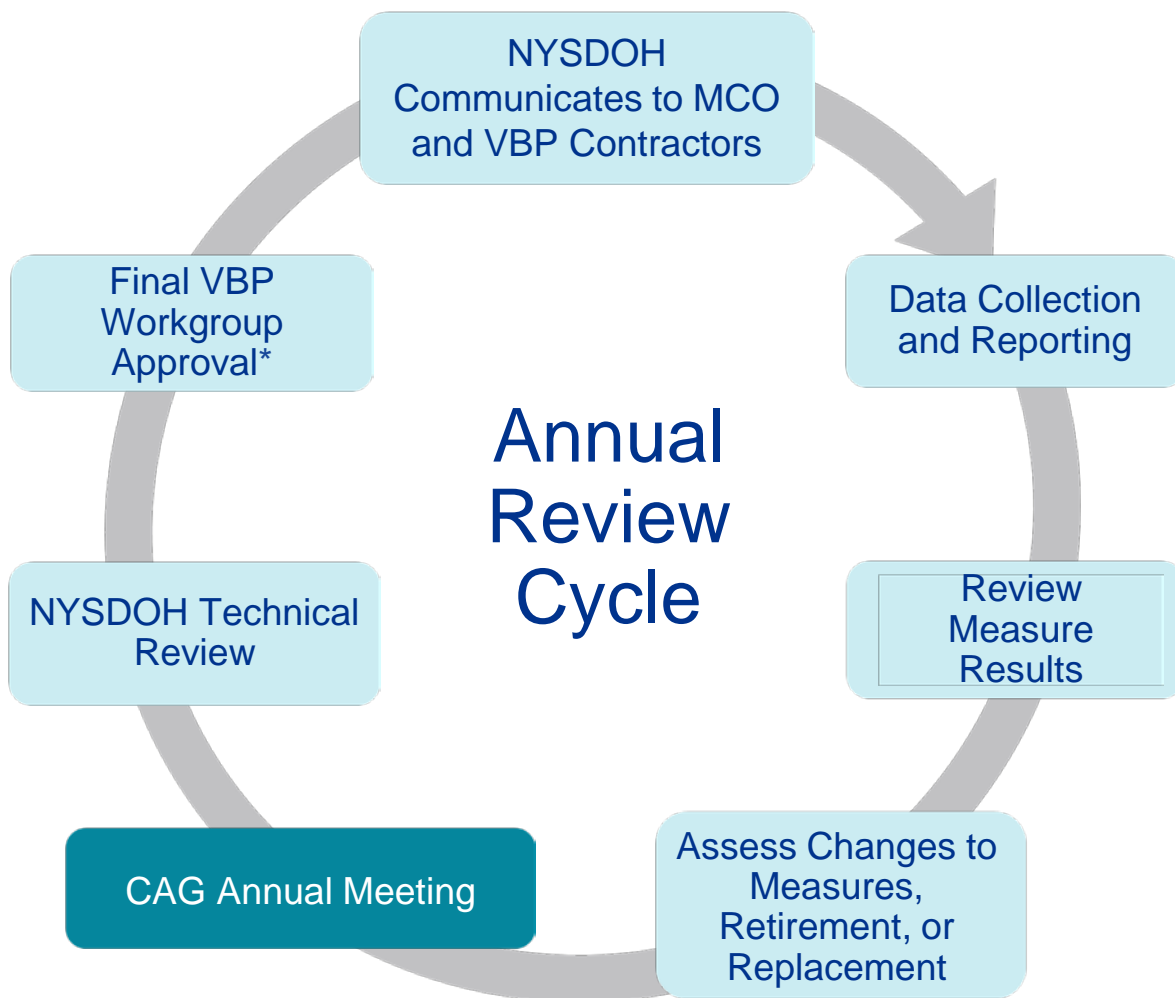 NYSDOH
Communicates to MCO
and VBP Contractors
Data Collection
and Reporting
Review
Measure
Results
Assess Changes to
Measures,
Retirement, or
Replacement
CAG Annual Meeting
NYSDOH Technical
Review
Final VBP
Workgroup
Approval*
Annual
Review
Cycle